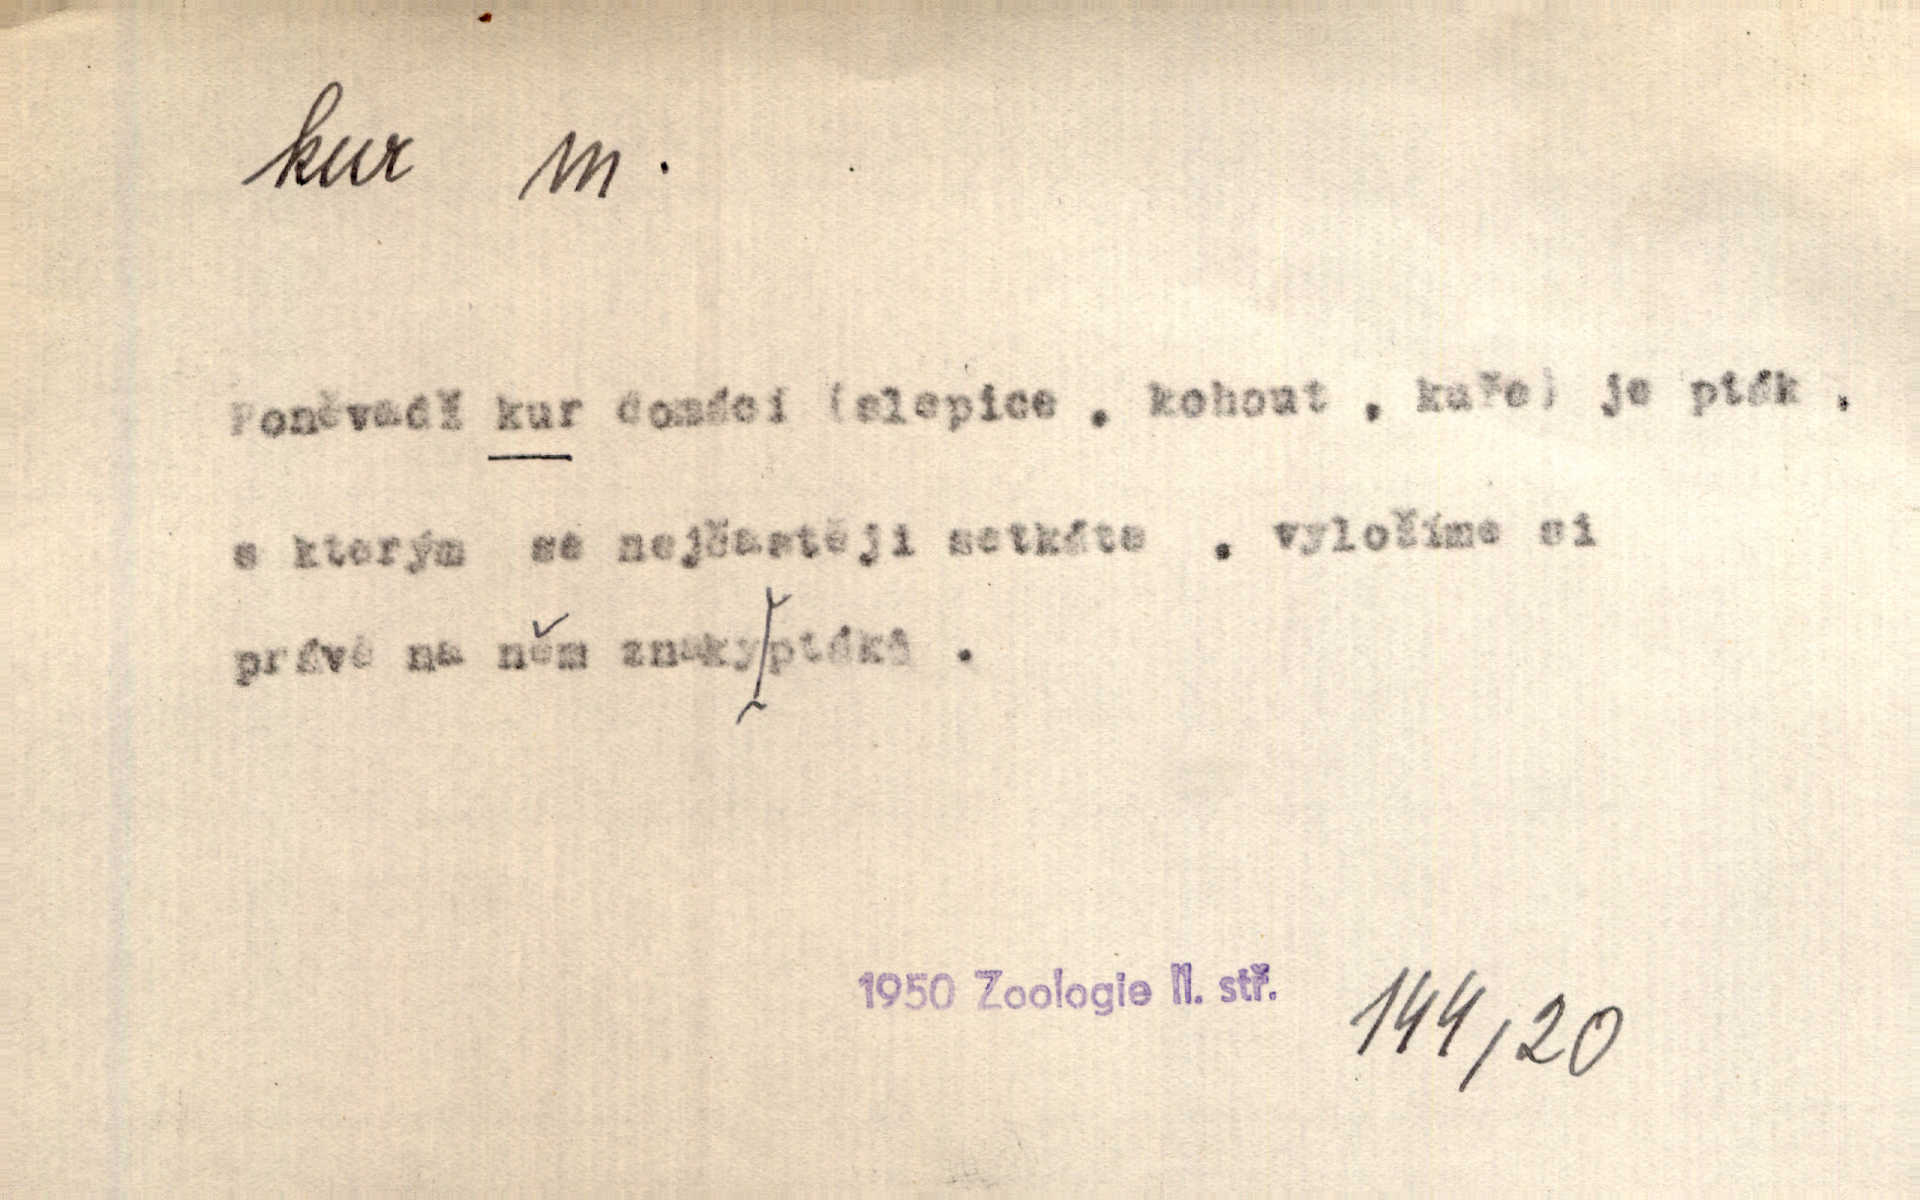 kur m.
Poněvadž kur domácí (slepice , kohout , kuře) je pták ,
s kterým se nejčastěji setkáte , vyložíme si
právě na něm znaky ptáků .
1950 Zoologie II. stř. 144,20